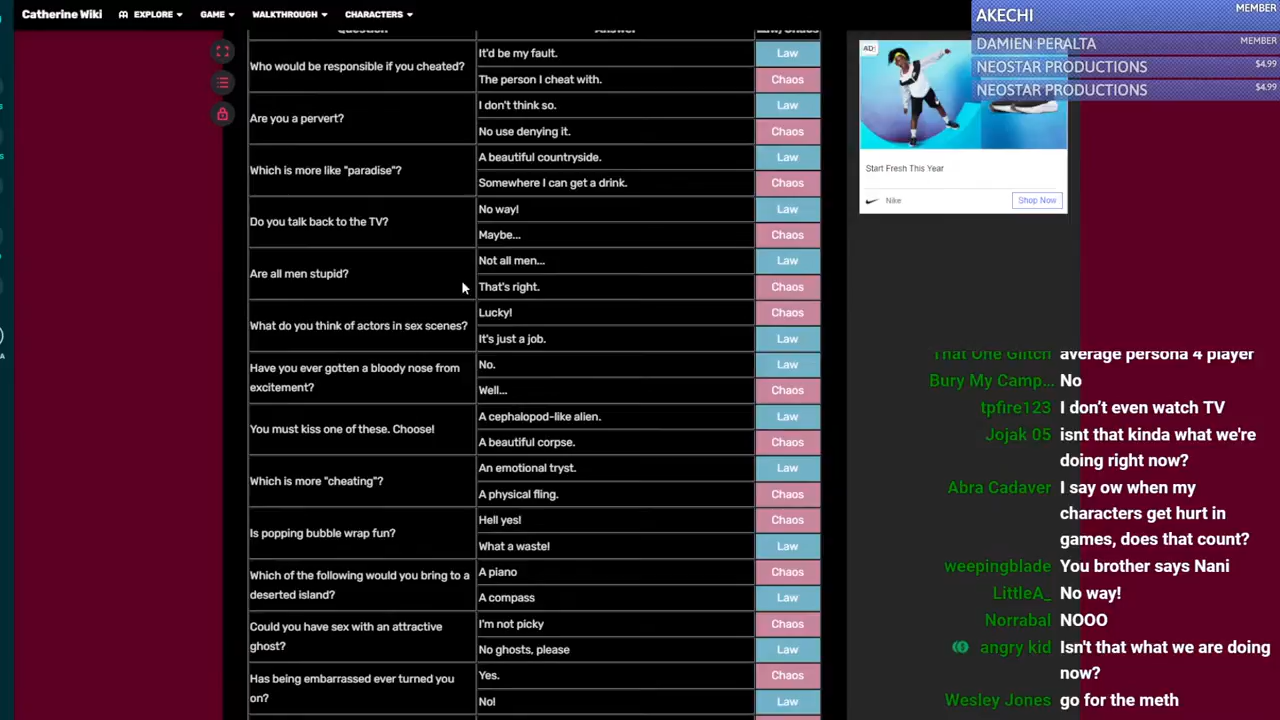 Catherine Wiki
EXPLORE
GAME
WALKTHROUGH
CHARACTERS
Question
Answer
Law/Chaos
Who would be responsible if you cheated?
It'd be my fault.
Law
The person I cheat with.
Chaos
Are you a pervert?
I don't think so.
Law
No use denying it.
Chaos
Which is more like "paradise"?
A beautiful countryside.
Law
Somewhere I can get a drink.
Chaos
Do you talk back to the TV?
No way!
Law
Maybe...
Chaos
Are all men stupid?
Not all men...
Law
That's right.
Chaos
What do you think of actors in sex scenes?
Lucky!
Chaos
It's just a job.
Law
Have you ever gotten a bloody nose from
excitement?
No.
Law
Well...
Chaos
You must kiss one of these. Choose!
A cephalopod-like alien.
Law
A beautiful corpse.
Chaos
Which is more "cheating"?
An emotional tryst.
Law
A physical fling.
Chaos
Is popping bubble wrap fun?
Hell yes!
Chaos
What a waste!
Law
Which of the following would you bring to a
deserted island?
A piano
Chaos
A compass
Law
Could you have sex with an attractive
ghost?
I'm not picky
Chaos
No ghosts, please
Law
Has being embarrassed ever turned you
on?
Yes.
Chaos
No!
Law
AD
Start Fresh This Year
Nike
Shop Now
AKECHI
MEMBER
DAMIEN PERALTA
MEMBER
NEOSTAR PRODUCTIONS
$4.99
NEOSTAR PRODUCTIONS
$4.99
That One Glitch average persona 4 player
Bury My Camp... No
tpfire123 I don't even watch TV
Jojak 05 isnt that kinda what we're
doing right now?
Abra Cadaver I say ow when my
characters get hurt in
games, does that count?
weepingblade You brother says Nani
LittleA_ No way!
Norrabal NOOO
angry kid Isn't that what we are doing
now?
Wesley Jones go for the meth